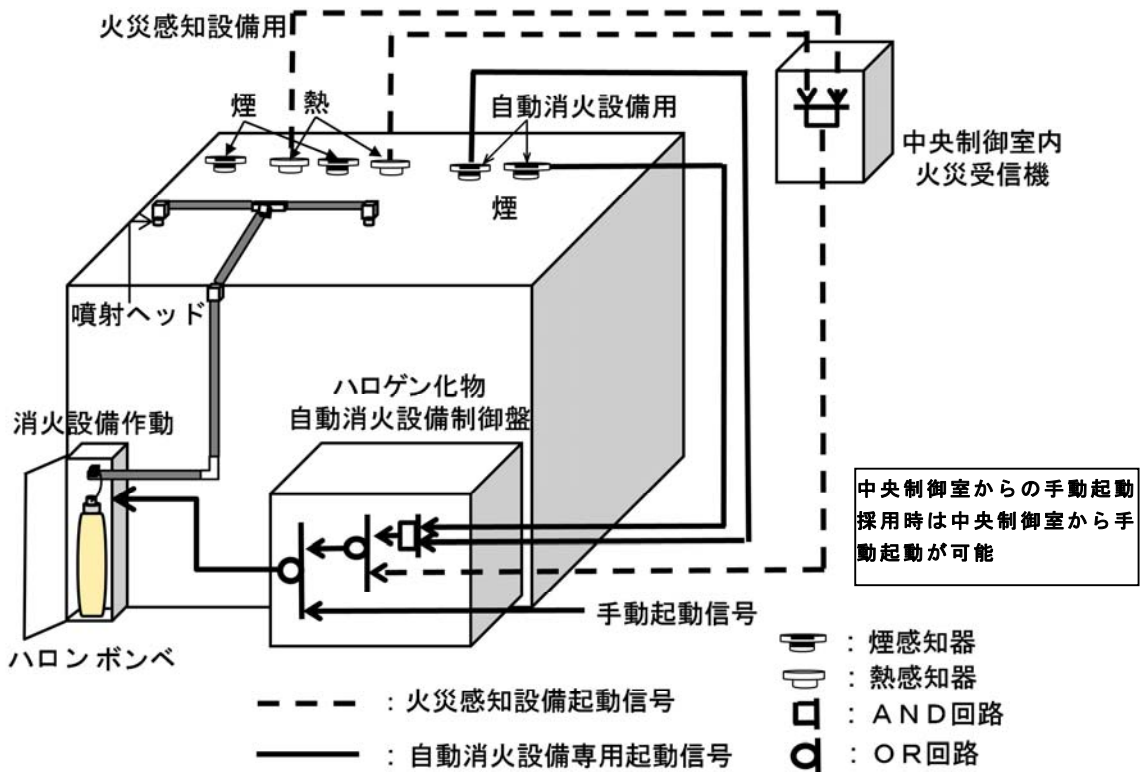 火災感知設備用
煙
熱
自動消火設備用
煙
中央制御室内
火災受信機
噴射ヘッド
ハロゲン化物
自動消火設備制御盤
消火設備作動
中央制御室からの手動起動
採用時は中央制御室から手
動起動が可能
手動起動信号
ハロンボンベ
：煙感知器
：熱感知器
：AND回路
：OR回路
：火災感知設備起動信号
：自動消火設備専用起動信号